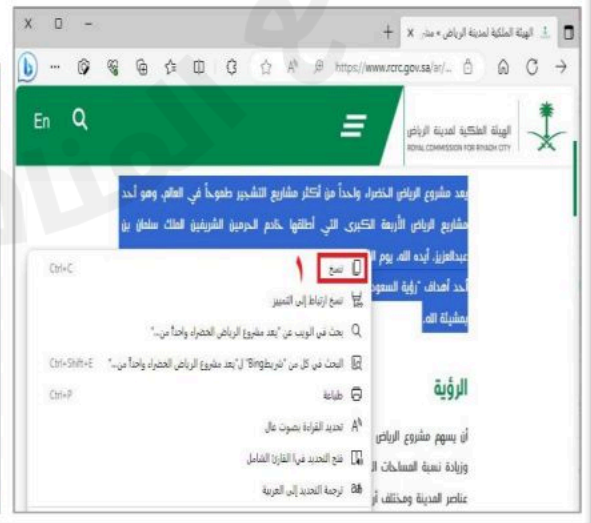 الهيئة الملكية لمدينة الرياض » مش
https://www.rcrc.gov.sa/ar/...
En
الهيئة الملكية لمدينة الرياض
ROYAL COMMISSION FOR RIYADH CITY
يعد مشروع الرياض الخضراء واحداً من أكثر مشاريع التشجير طموحاً في العالم، وهو أحد
مشاريع الرياض الأربعة الكبرى التي أطلقها خادم الحرمين الشريفين الملك سلمان بن
عبدالعزيز، أيده الله، يوم
أحد أهداف "رؤية السعود
بمشيئة الله.
١
نسخ Ctrl+C
نسخ ارتباط إلى التمييز
بحث في الويب عن "يعد مشروع الرياض الخضراء واحداً من..."
البحث في كل من "شريطBing" ل"يعد مشروع الرياض الخضراء واحداً من..." Ctrl+Shift+E
طباعة Ctrl+P
تحديد القراءة بصوت عال
فتح التحديد في القارئ الشامل
ترجمة التحديد إلى العربية
الرؤية
أن يسهم مشروع الرياض
وزيادة نسبة المساحات ال
عناصر المدينة ومختلف أر